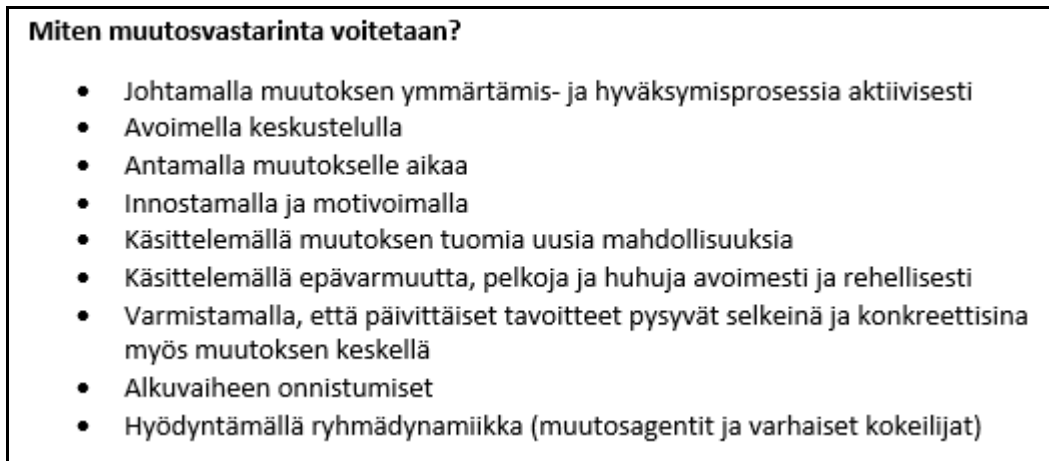 Miten muutosvastarinta voitetaan?
• Johtamalla muutoksen ymmärtämis- ja hyväksymisprosessia aktiivisesti
• Avoimella keskustelulla
• Antamalla muutokselle aikaa
• Innostamalla ja motivoimalla
• Käsittelemällä muutoksen tuomia uusia mahdollisuuksia
• Käsittelemällä epävarmuutta, pelkoja ja huhuja avoimesti ja rehellisesti
• Varmistamalla, että päivittäiset tavoitteet pysyvät selkeinä ja konkreettisina
myös muutoksen keskellä
• Alkuvaiheen onnistumiset
• Hyödyntämällä ryhmädynamiikka (muutosagentit ja varhaiset kokeilijat)